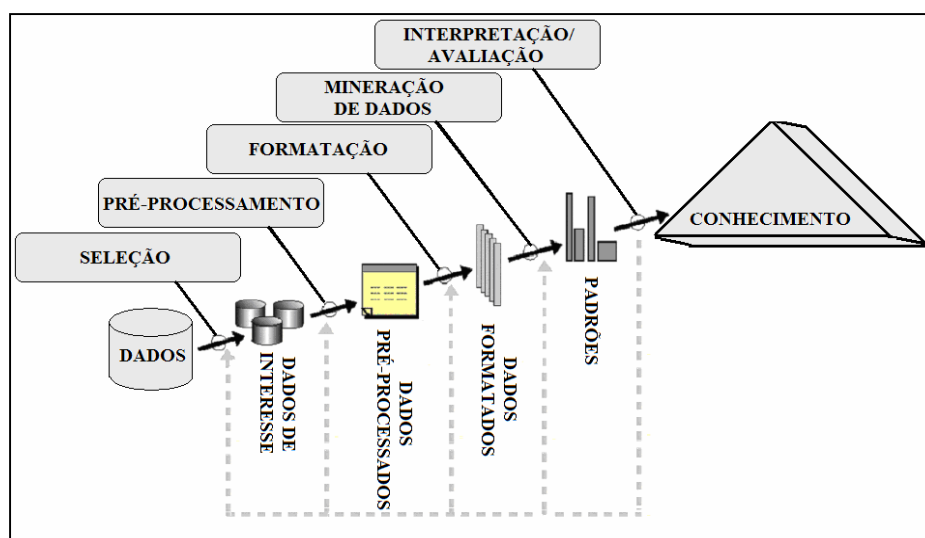 INTERPRETAÇÃO/
AVALIAÇÃO
MINERAÇÃO
DE DADOS
FORMATAÇÃO
PRÉ-PROCESSAMENTO
SELEÇÃO
DADOS
DADOS DE
INTERESSE
DADOS
PRÉ-PROCESSADOS
DADOS
FORMATADOS
PADRÕES
CONHECIMENTO